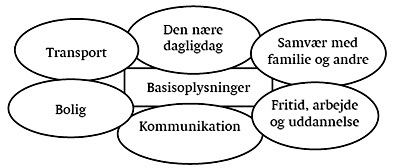 Den nære
dagligdag
Transport
Samvær med
familie og andre
Basisoplysninger
Bolig
Fritid, arbejde
og uddannelse
Kommunikation